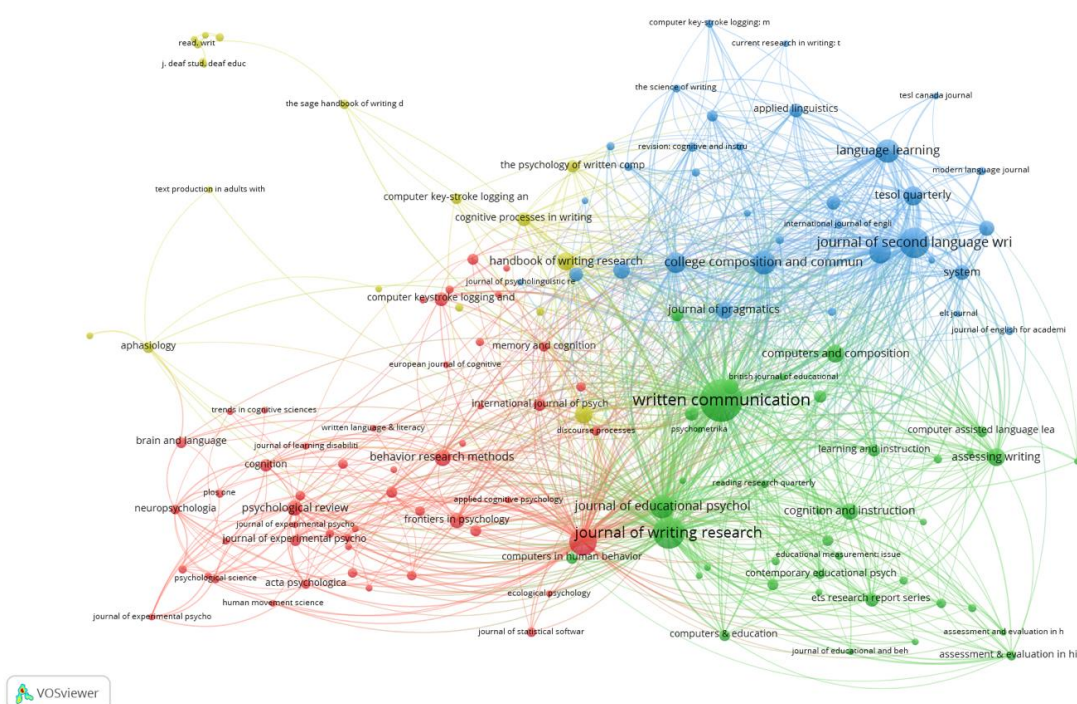 computer key-stroke logging: m
read. writ
current research in writing: t
j. deaf stud. deaf educ
the science of writing
tesl canada journal
the sage handbook of writing d
applied linguistics
revision: cognitive and instru
language learning
the psychology of written comp
modern language journal
text production in adults with
computer key-stroke logging an
tesol quarterly
cognitive processes in writing
international journal of engli
journal of second language wri
handbook of writing research
college composition and commun
system
journal of psycholinguistic re
computer keystroke logging and
journal of pragmatics
elt journal
journal of english for academi
aphasiology
memory and cognition
computers and composition
european journal of cognitive
british journal of educational
written communication
international journal of psych
trends in cognitive sciences
written language & literacy
discourse processes
psychometrika
computer assisted language lea
brain and language
journal of learning disabiliti
learning and instruction
behavior research methods
assessing writing
cognition
reading research quarterly
plos one
applied cognitive psychology
neuropsychologia
psychological review
journal of educational psychol
cognition and instruction
frontiers in psychology
journal of experimental psycho
journal of experimental psycho
journal of writing research
computers in human behavior
educational measurement: issue
contemporary educational psych
psychological science
acta psychologica
ecological psychology
ets research report series
human movement science
journal of experimental psycho
journal of statistical softwar
computers & education
assessment and evaluation in h
journal of educational and beh
assessment & evaluation in hi
VOSviewer